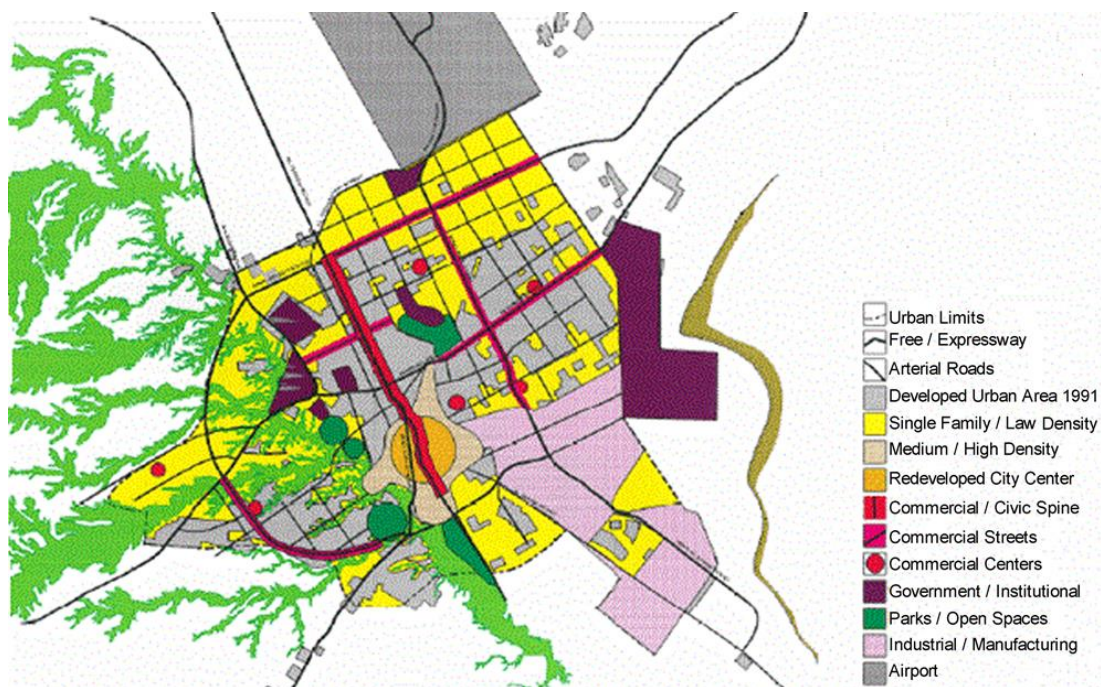 Urban Limits
Free / Expressway
Arterial Roads
Developed Urban Area 1991
Single Family / Law Density
Medium / High Density
Redeveloped City Center
Commercial / Civic Spine
Commercial Streets
Commercial Centers
Government / Institutional
Parks / Open Spaces
Industrial / Manufacturing
Airport